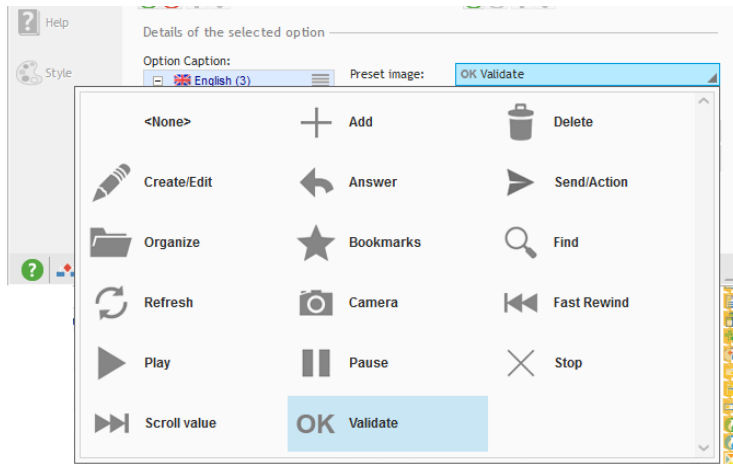 Help
Details of the selected option
Style
Option Caption:
English (3)
Preset image:
OK Validate
<None>
Add
Delete
Create/Edit
Answer
Send/Action
Organize
Bookmarks
Find
Refresh
Camera
Fast Rewind
Play
Pause
Stop
Scroll value
OK Validate